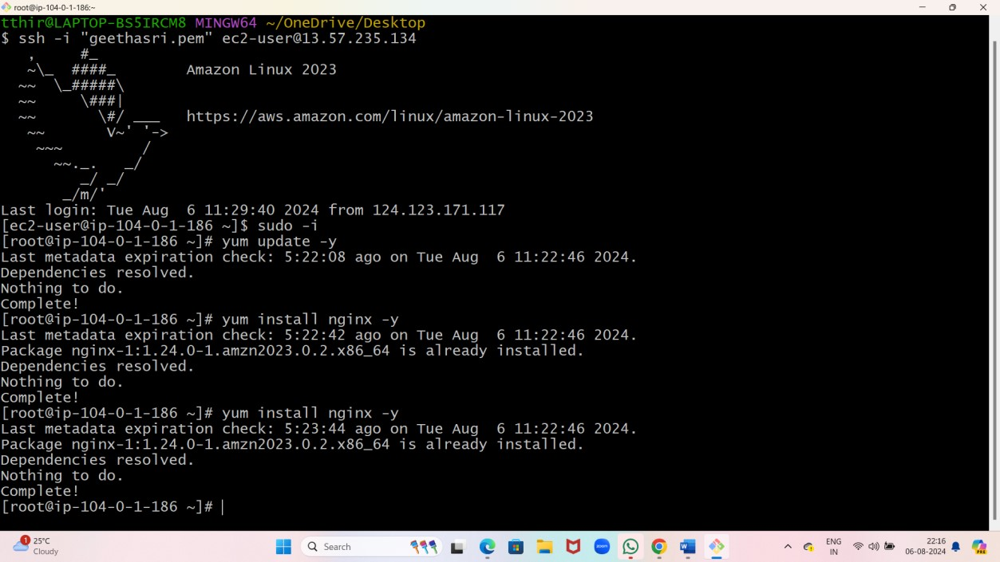 root@ip-104-0-1-186:~
tthir@LAPTOP-BS5IRCM8 MINGW64 ~/OneDrive/Desktop
$ ssh -i "geethasri.pem" ec2-user@13.57.235.134
   ,     #_
   ~\_  ####_        Amazon Linux 2023
  ~~  \_#####\
  ~~     \###|
  ~~       \#/ ___   https://aws.amazon.com/linux/amazon-linux-2023
   ~~       V~' '->
    ~~~         /
      ~~._.   _/
         _/ _/
       _/m/'
Last login: Tue Aug  6 11:29:40 2024 from 124.123.171.117
[ec2-user@ip-104-0-1-186 ~]$ sudo -i
[root@ip-104-0-1-186 ~]# yum update -y
Last metadata expiration check: 5:22:08 ago on Tue Aug  6 11:22:46 2024.
Dependencies resolved.
Nothing to do.
Complete!
[root@ip-104-0-1-186 ~]# yum install nginx -y
Last metadata expiration check: 5:22:42 ago on Tue Aug  6 11:22:46 2024.
Package nginx-1:1.24.0-1.amzn2023.0.2.x86_64 is already installed.
Dependencies resolved.
Nothing to do.
Complete!
[root@ip-104-0-1-186 ~]# yum install nginx -y
Last metadata expiration check: 5:23:44 ago on Tue Aug  6 11:22:46 2024.
Package nginx-1:1.24.0-1.amzn2023.0.2.x86_64 is already installed.
Dependencies resolved.
Nothing to do.
Complete!
[root@ip-104-0-1-186 ~]#
1
25°C
Cloudy
Search
zoom
ENG
IN
22:16
06-08-2024
PRE